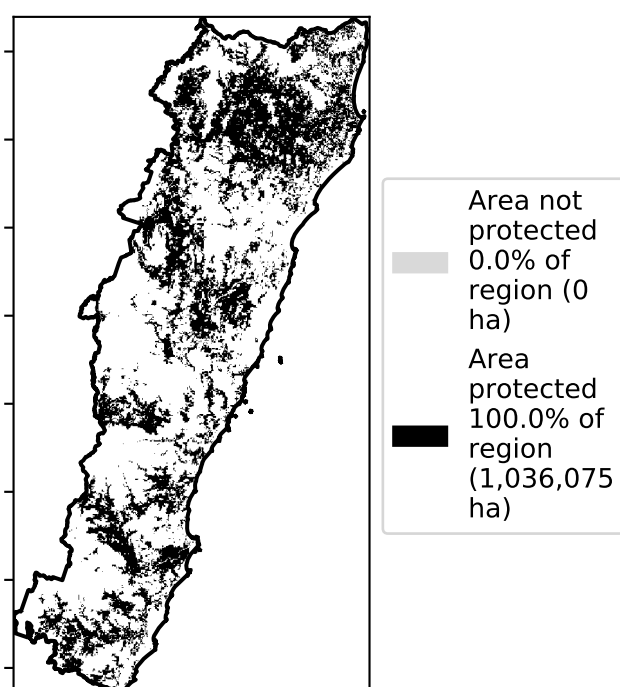 Area not
protected
0.0% of
region (0
ha)
Area
protected
100.0% of
region
(1,036,075
ha)